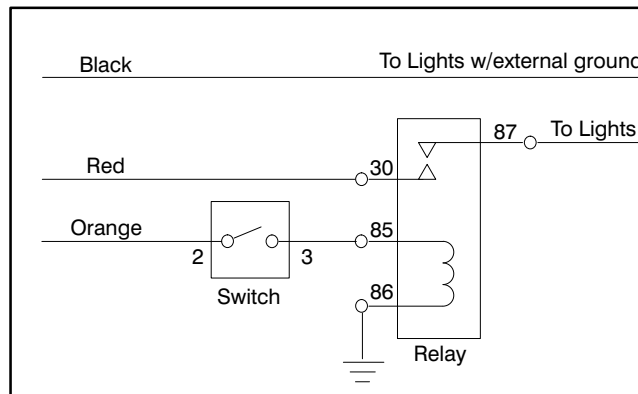 Black
To Lights w/external ground
87
To Lights
Red
30
Orange
85
2
3
Switch
86
Relay